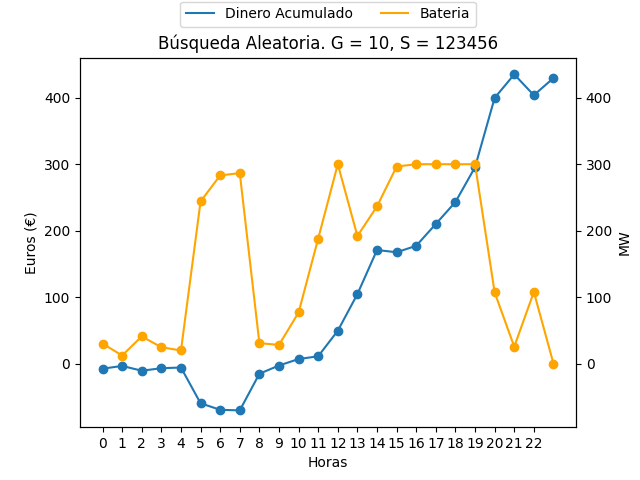 Dinero Acumulado Bateria
Búsqueda Aleatoria. G = 10, S = 123456
400 400
300 300
200 200
100 100
0 0
Euros (€)
MW
0 1 2 3 4 5 6 7 8 9 10 11 12 13 14 15 16 17 18 19 20 21 22
Horas